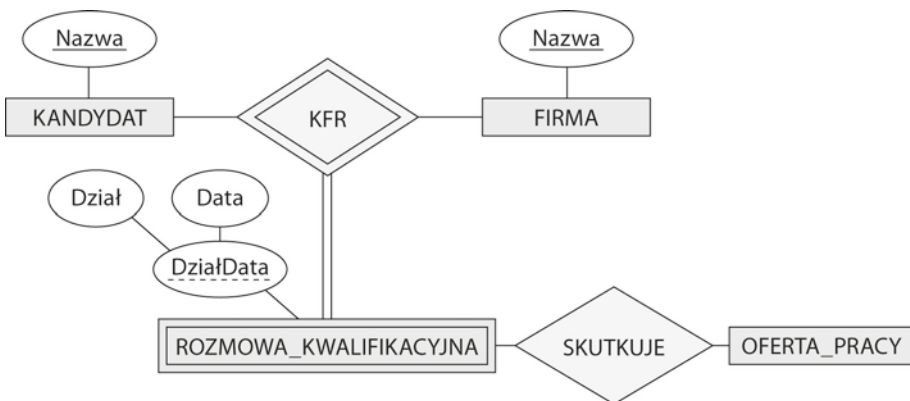 Nazwa
Nazwa
KANDYDAT
KFR
FIRMA
Dział
Data
DziałData
ROZMOWA_KWALIFIKACYJNA
SKUTKUJE
OFERTA_PRACY